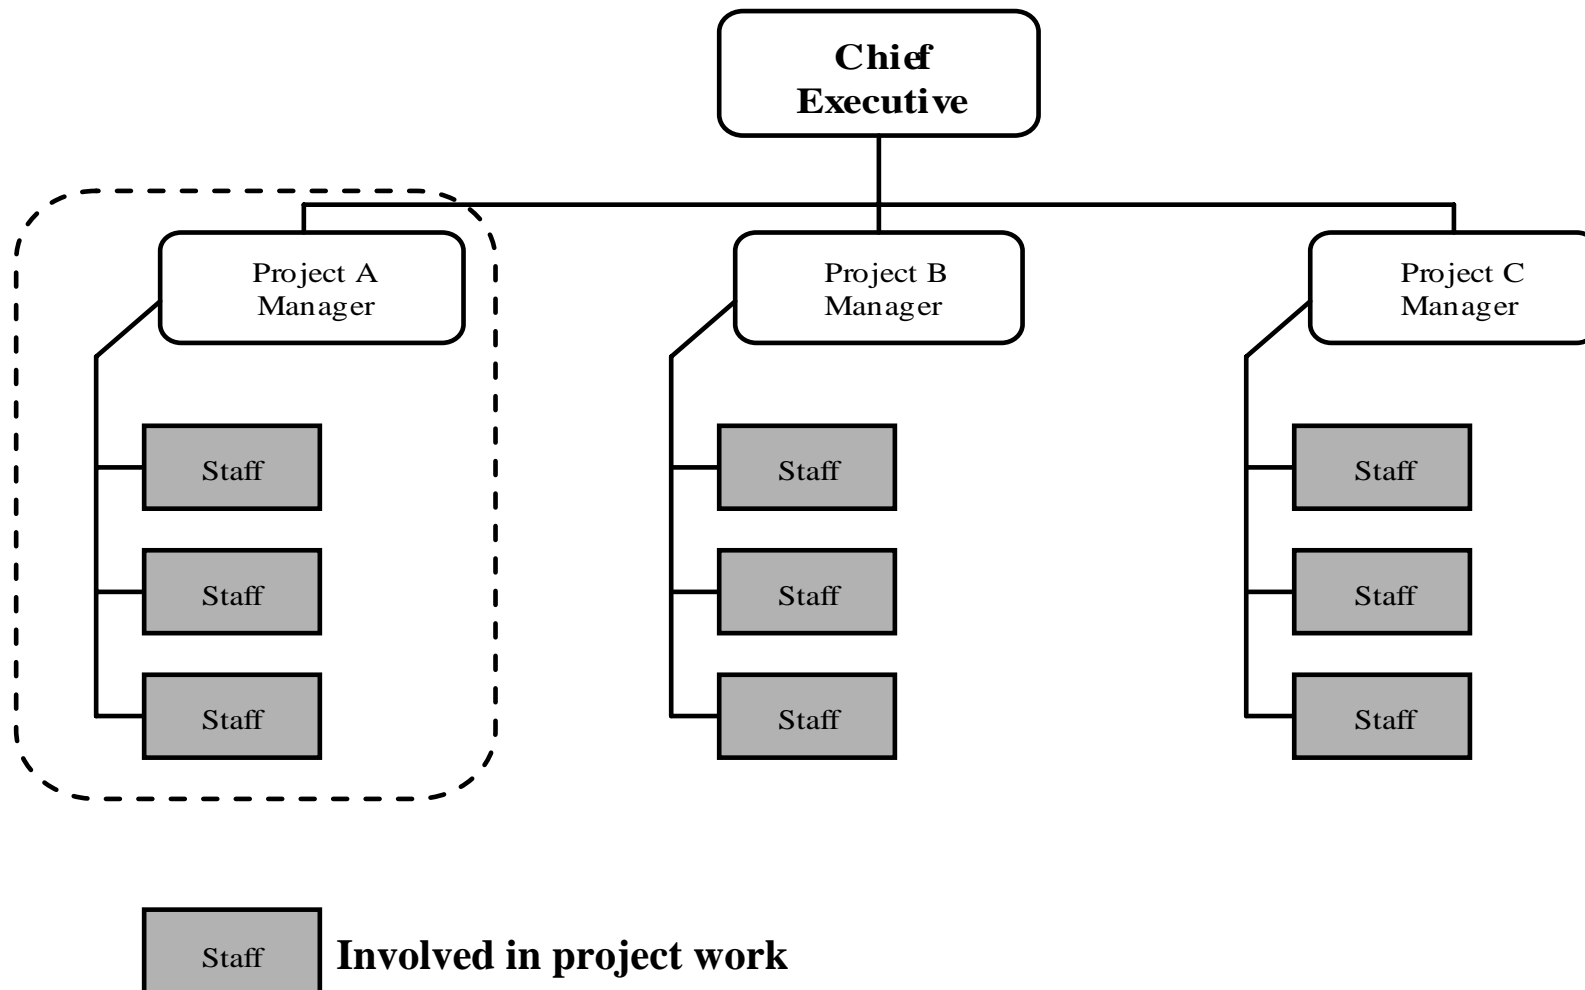 Chief
Executive
Project A
Manager
Project B
Manager
Project C
Manager
Staff
Staff
Staff
Staff
Staff
Staff
Staff
Staff
Staff
Staff
Involved in project work